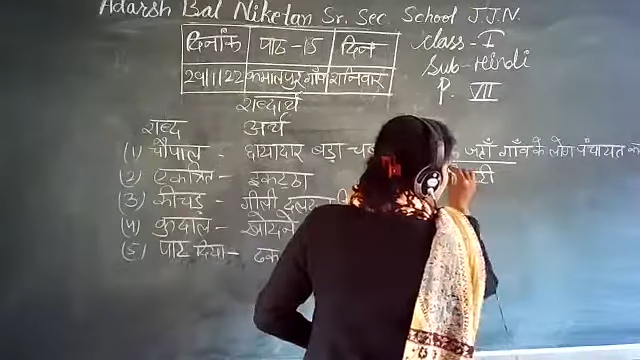 Adarsh Bal Niketan Sr. Sec. School J.J.N.
दिनाँक पाठ-15 दिन class-I
29/1/22 कमालपुर गाँव शनिवार Sub-Hindi
P. VII
शब्दार्थ
शब्द अर्थ
(1) चौपाल - छायादार बड़ा जहाँ गाँव के लोग पंचायत
(2) एकत्रित - इकट्ठा
(3) कीचड़ - गीली
(4) कुदाल - खोदने
(5) पाट दिया -